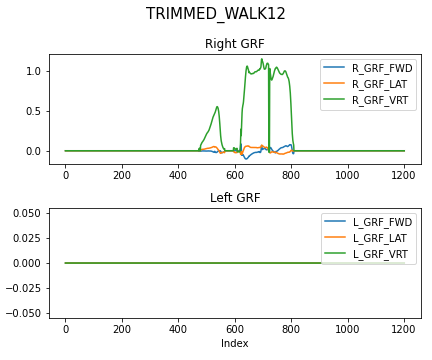 TRIMMED_WALK12
Right GRF
1.0
0.5
0.0
R_GRF_FWD
R_GRF_LAT
R_GRF_VRT
0 200 400 600 800 1000 1200
Left GRF
0.050
0.025
0.000
−0.025
−0.050
L_GRF_FWD
L_GRF_LAT
L_GRF_VRT
0 200 400 600 800 1000 1200
Index